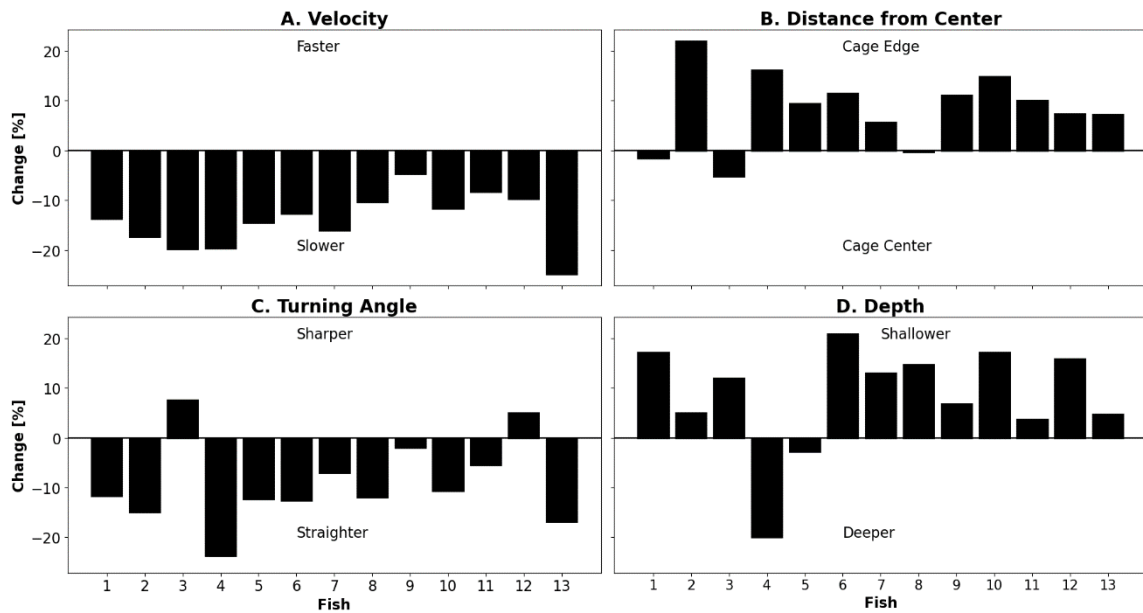 A. Velocity
B. Distance from Center
Faster
Cage Edge
Change [%]
20
10
0
−10
−20
Slower
Cage Center
C. Turning Angle
D. Depth
Sharper
Shallower
Change [%]
20
10
0
−10
−20
Straighter
Deeper
1 2 3 4 5 6 7 8 9 10 11 12 13
1 2 3 4 5 6 7 8 9 10 11 12 13
Fish
Fish